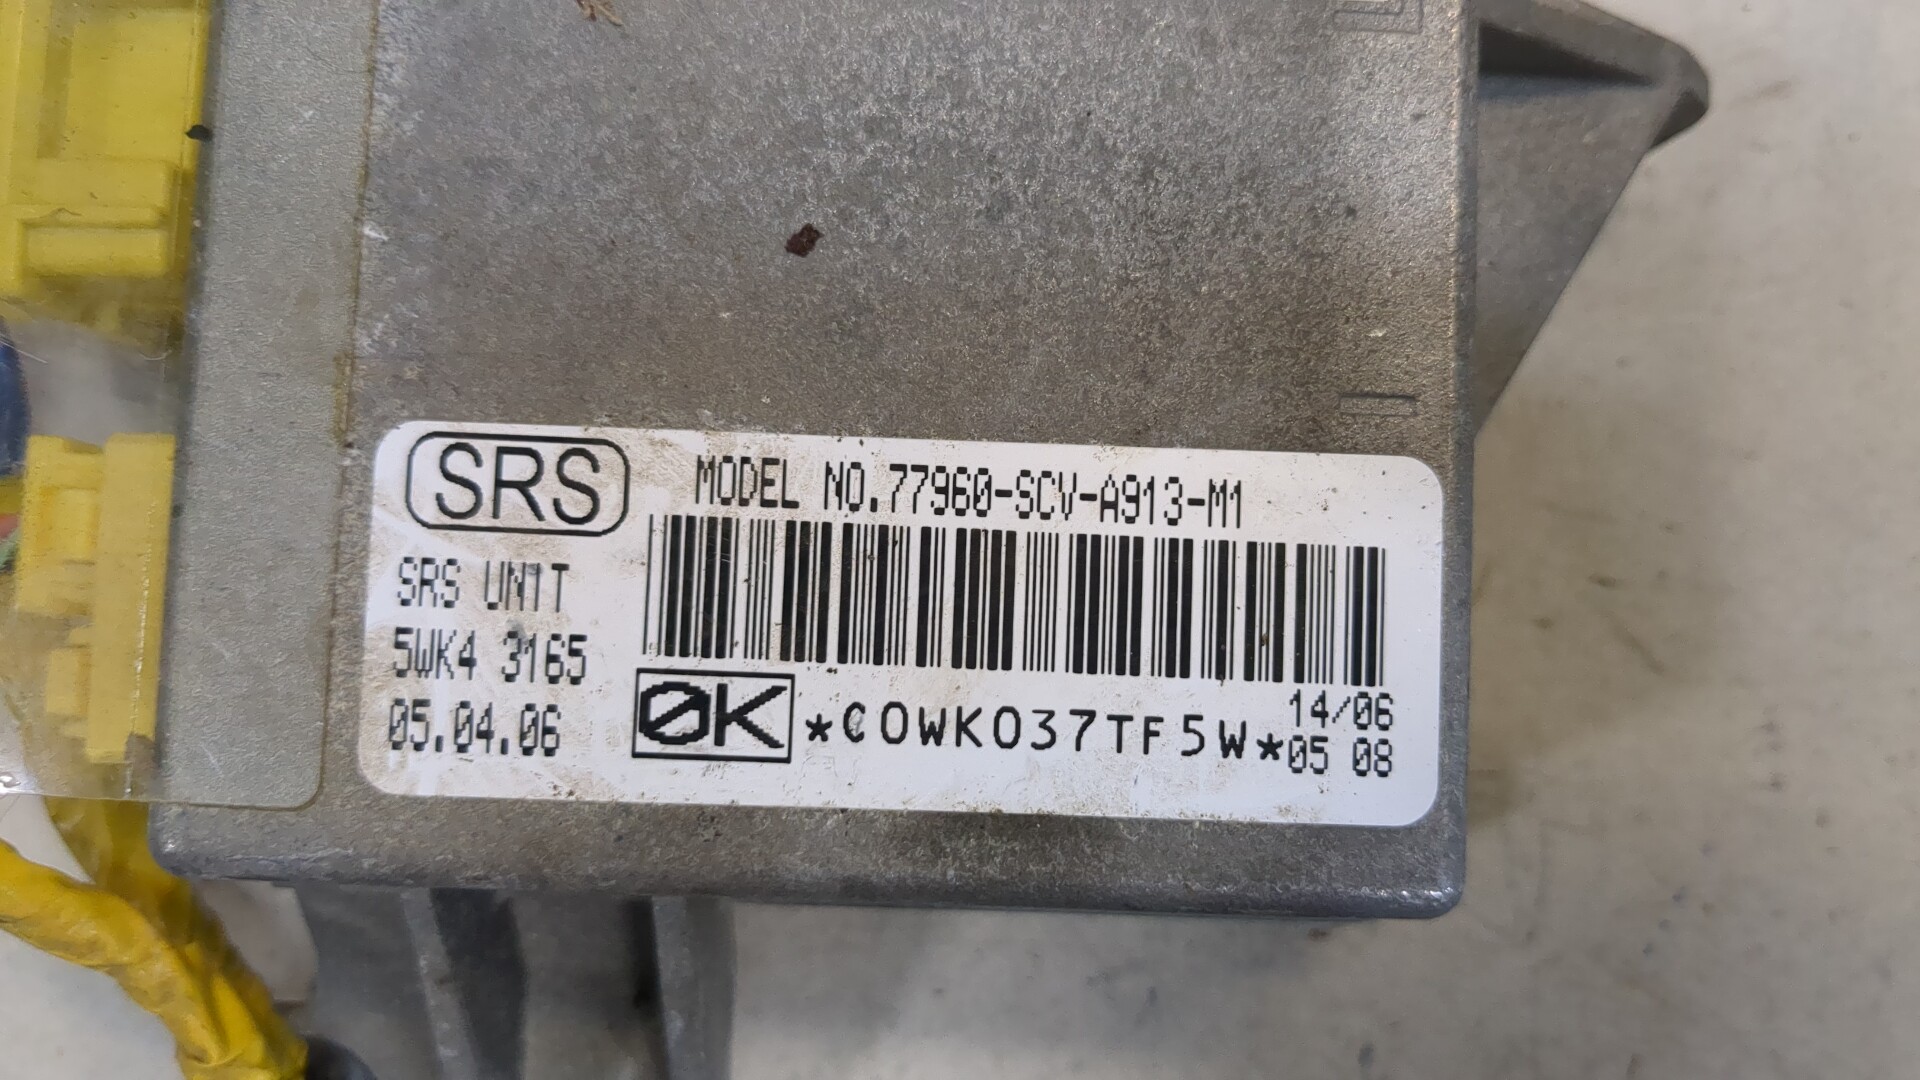 SRS
MODEL NO.77960-SCV-A913-M1
SRS UNIT
5WK4 3165
05.04.06
OK
*C0WK037TF5W*
14/06
05 08